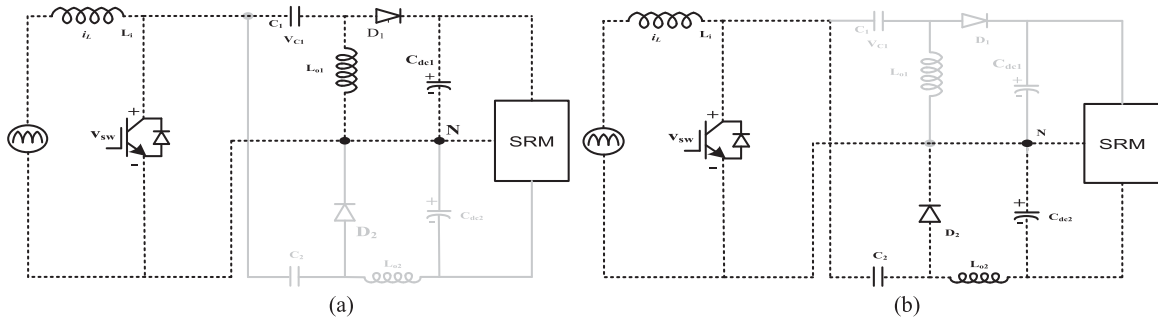 i_L L_i C_1 V_C1 D_1
L_o1 C_dc1 + -
V_sw + - N SRM
D_2 + - C_dc2
C_2 L_o2
(a)
i_L L_i C_1 V_C1 D_1
L_o1 C_dc1 + -
V_sw + - N SRM
D_2 + - C_dc2
C_2 L_o2
(b)